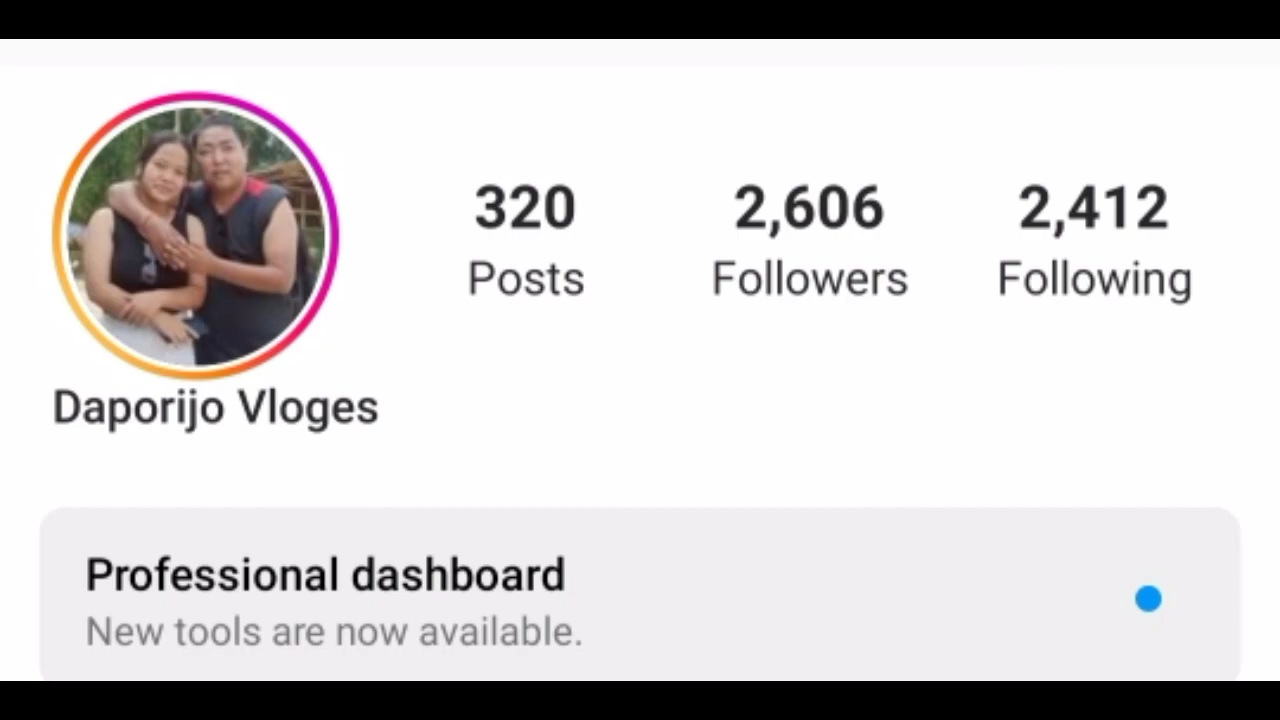 320 2,606 2,412
Posts Followers Following
Daporijo Vloges
Professional dashboard
New tools are now available.